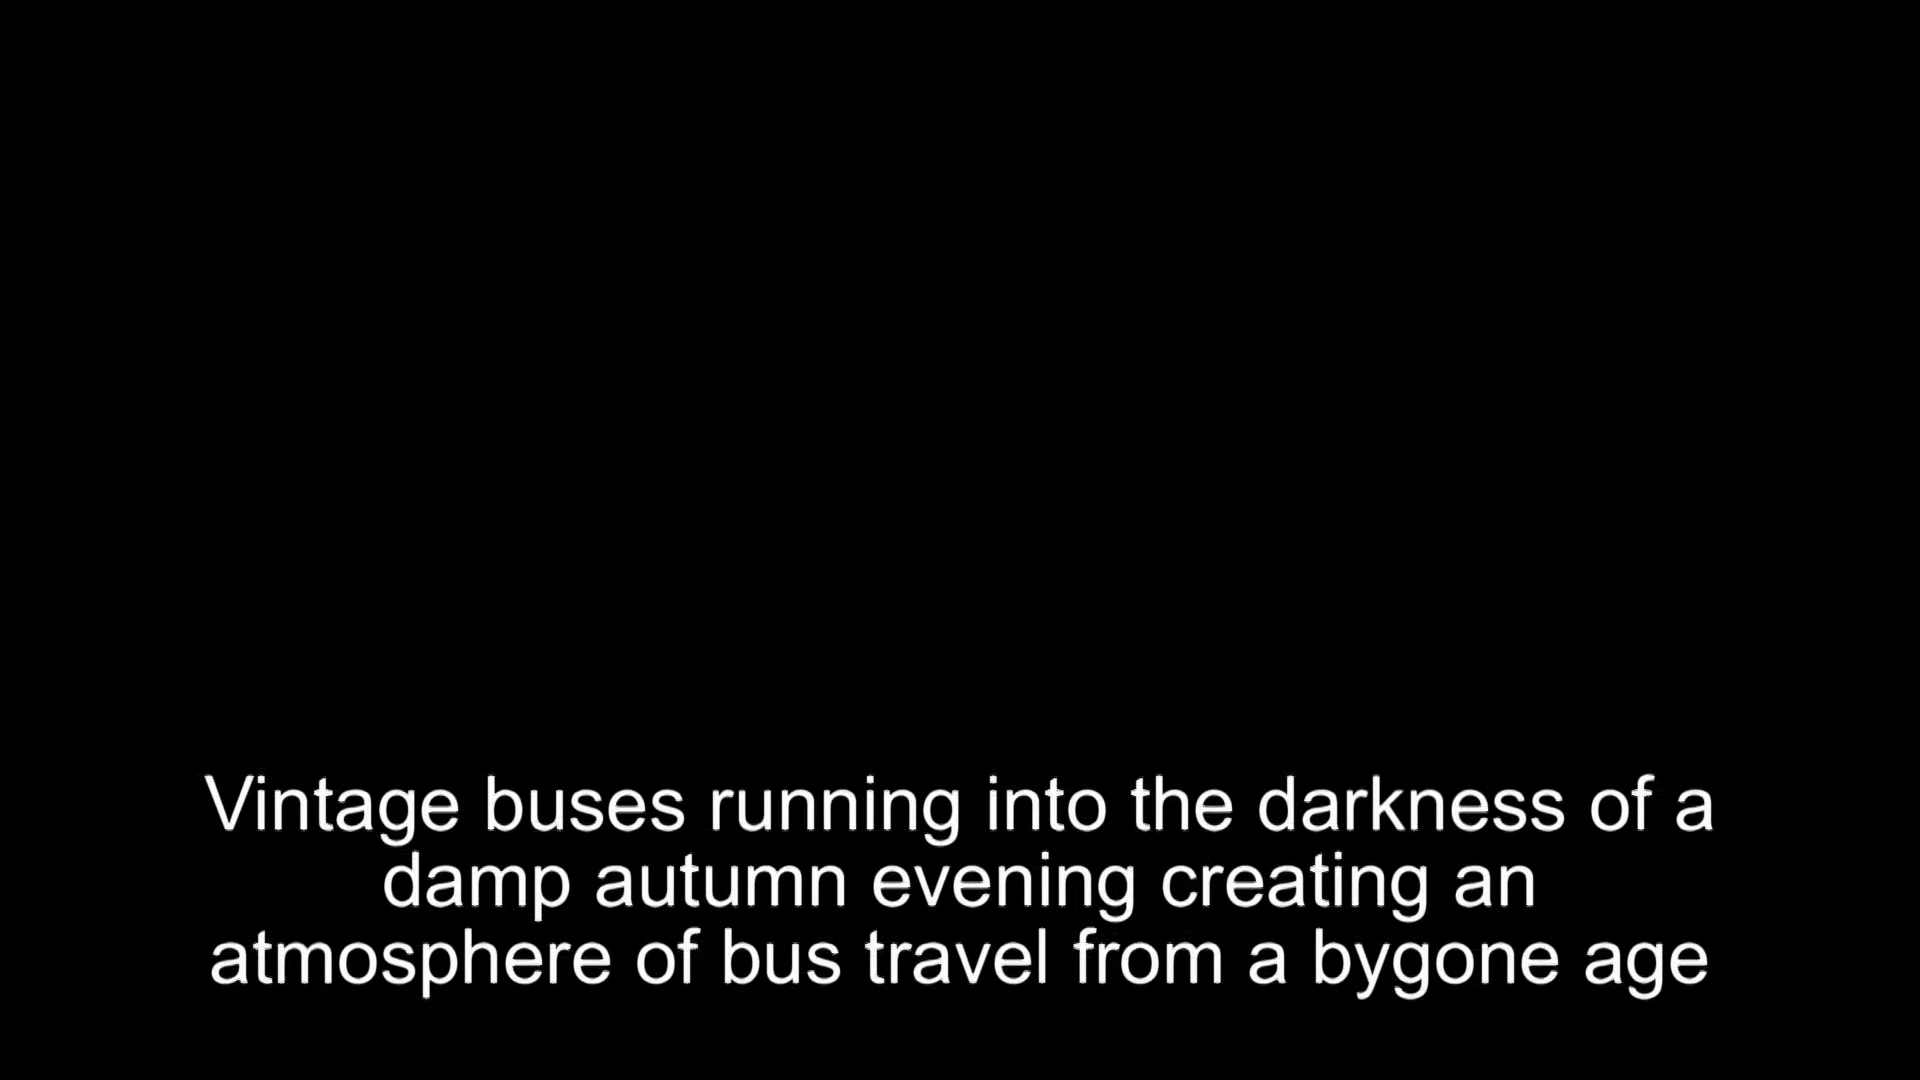 Vintage buses running into the darkness of a
damp autumn evening creating an
atmosphere of bus travel from a bygone age